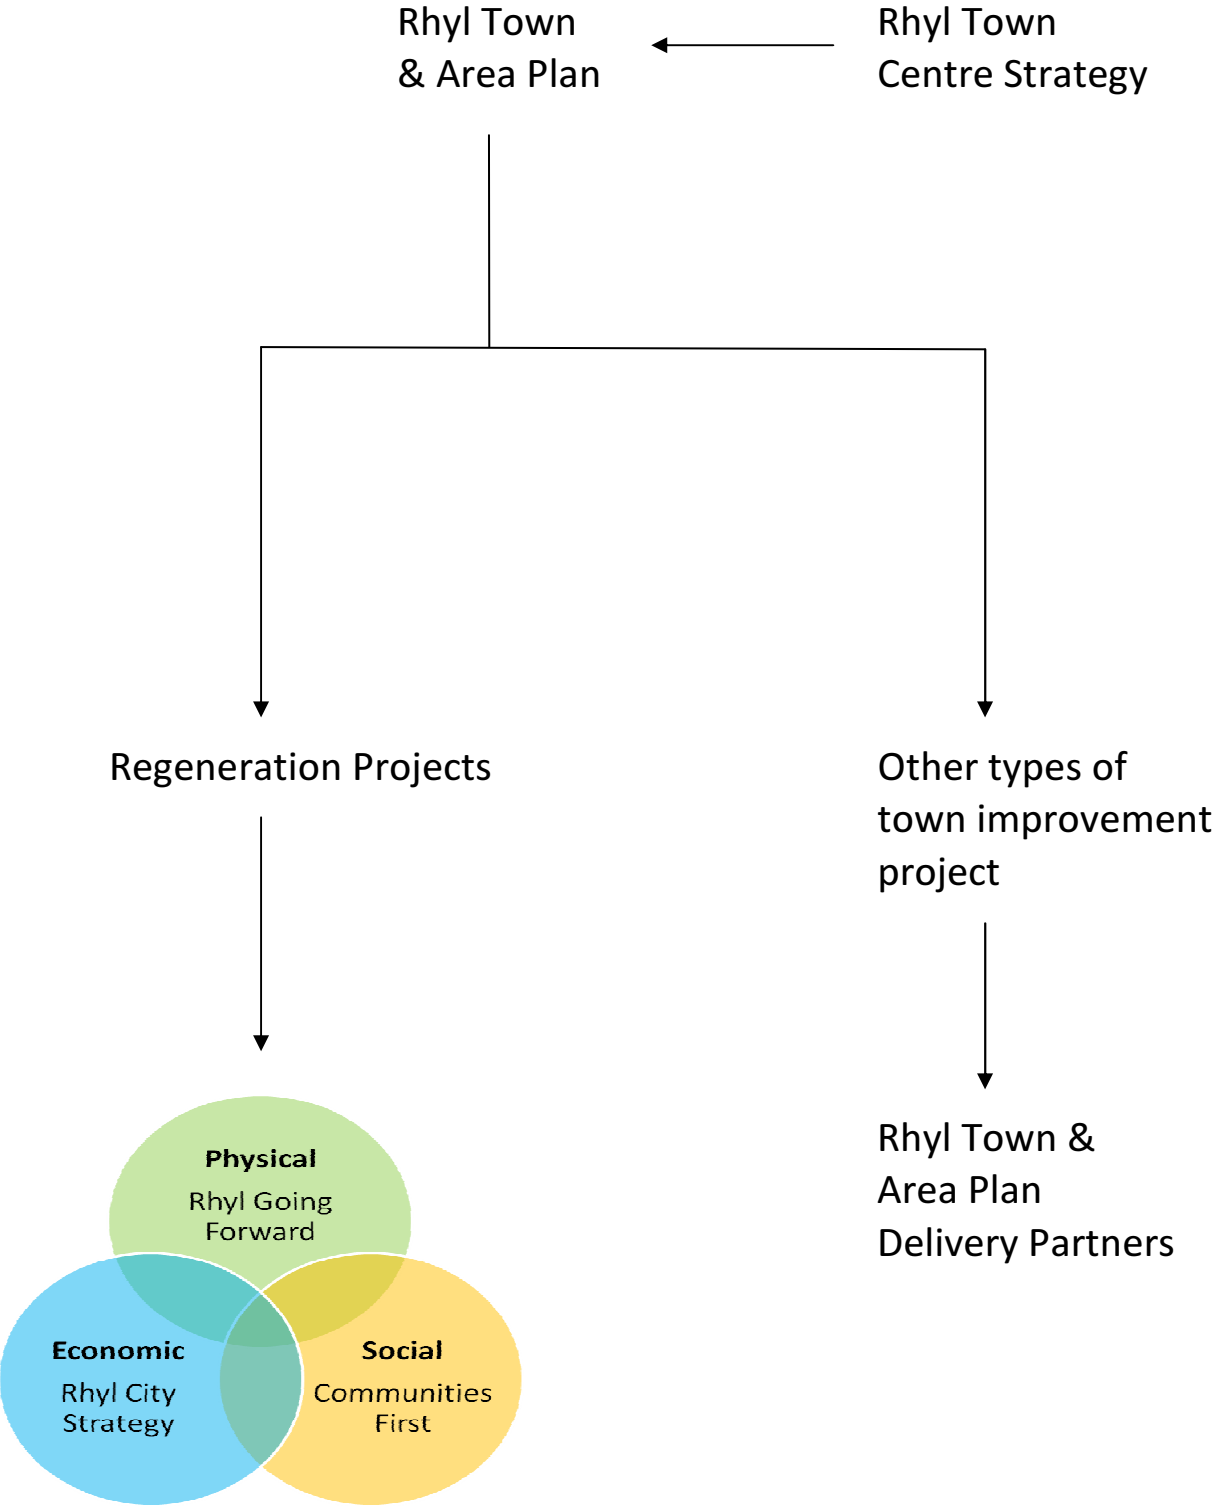 Rhyl Town
& Area Plan
Rhyl Town
Centre Strategy
Regeneration Projects
Other types of
town improvement
project
Physical
Rhyl Going
Forward
Economic
Rhyl City
Strategy
Social
Communities
First
Rhyl Town &
Area Plan
Delivery Partners